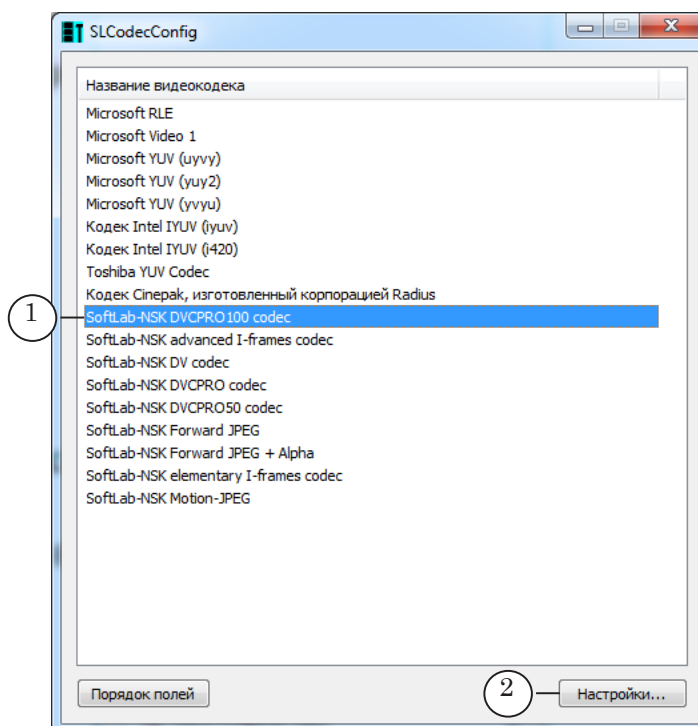 SLCodecConfig
Название видеокодека
Microsoft RLE
Microsoft Video 1
Microsoft YUV (uyvy)
Microsoft YUV (yuy2)
Microsoft YUV (yvyu)
Кодек Intel IYUV (iyuv)
Кодек Intel IYUV (i420)
Toshiba YUV Codec
Кодек Cinepak, изготовленный корпорацией Radius
1
SoftLab-NSK DVCPRO100 codec
SoftLab-NSK advanced I-frames codec
SoftLab-NSK DV codec
SoftLab-NSK DVCPRO codec
SoftLab-NSK DVCPRO50 codec
SoftLab-NSK Forward JPEG
SoftLab-NSK Forward JPEG + Alpha
SoftLab-NSK elementary I-frames codec
SoftLab-NSK Motion-JPEG
Порядок полей
2
Настройки...